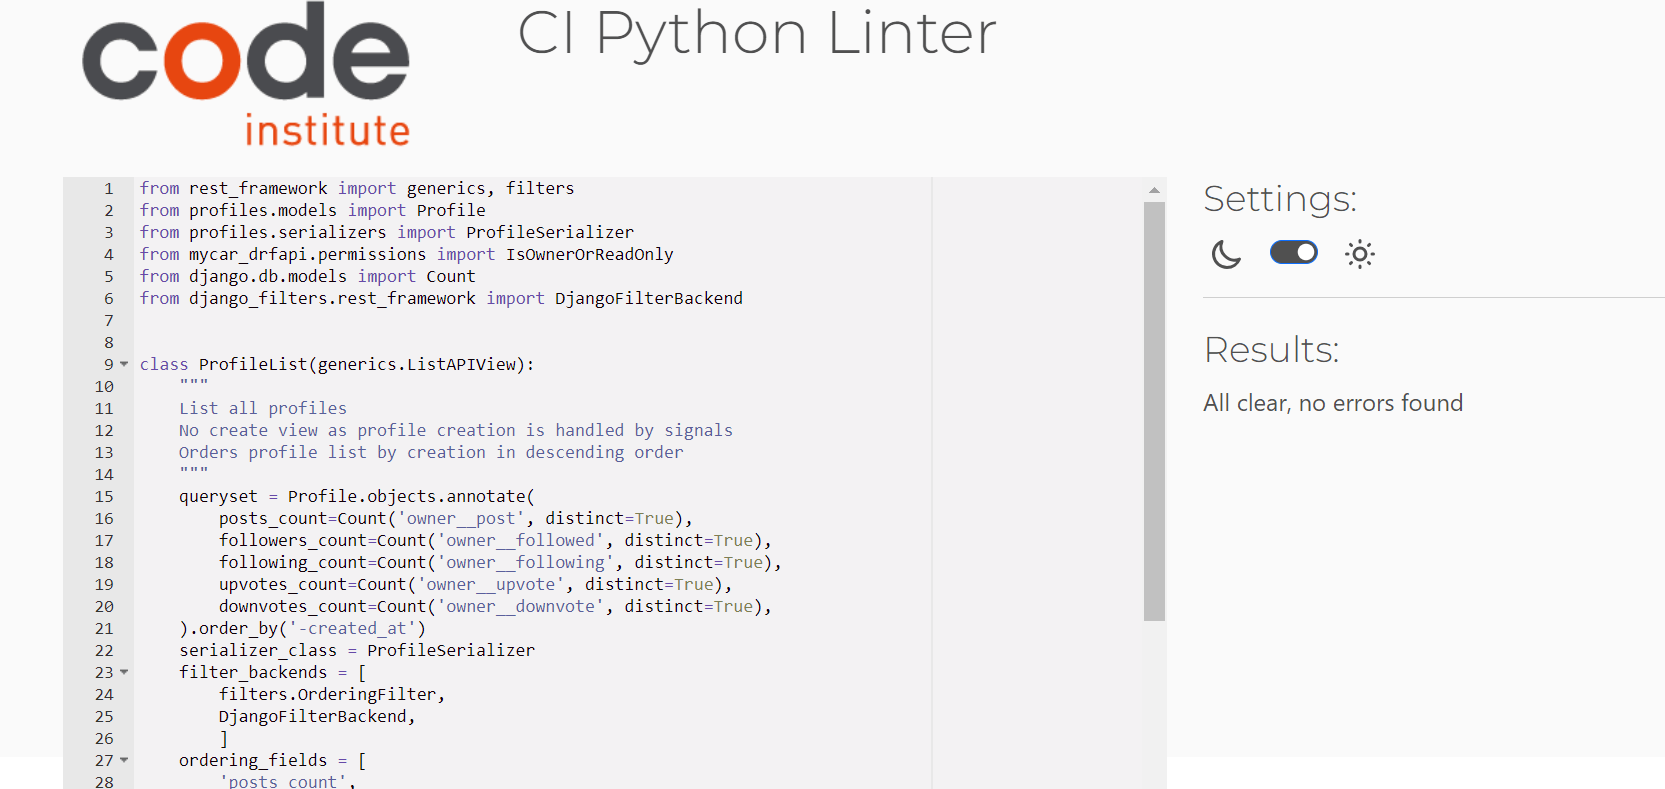 code
institute
CI Python Linter
1 from rest_framework import generics, filters
2 from profiles.models import Profile
3 from profiles.serializers import ProfileSerializer
4 from mycar_drfapi.permissions import IsOwnerOrReadOnly
5 from django.db.models import Count
6 from django_filters.rest_framework import DjangoFilterBackend
7
8
9 class ProfileList(generics.ListAPIView):
10     """
11     List all profiles
12     No create view as profile creation is handled by signals
13     Orders profile list by creation in descending order
14     """
15     queryset = Profile.objects.annotate(
16         posts_count=Count('owner__post', distinct=True),
17         followers_count=Count('owner__followed', distinct=True),
18         following_count=Count('owner__following', distinct=True),
19         upvotes_count=Count('owner__upvote', distinct=True),
20         downvotes_count=Count('owner__downvote', distinct=True),
21     ).order_by('-created_at')
22     serializer_class = ProfileSerializer
23     filter_backends = [
24         filters.OrderingFilter,
25         DjangoFilterBackend,
26         ]
27     ordering_fields = [
28         'posts_count',
Settings:
Results:
All clear, no errors found